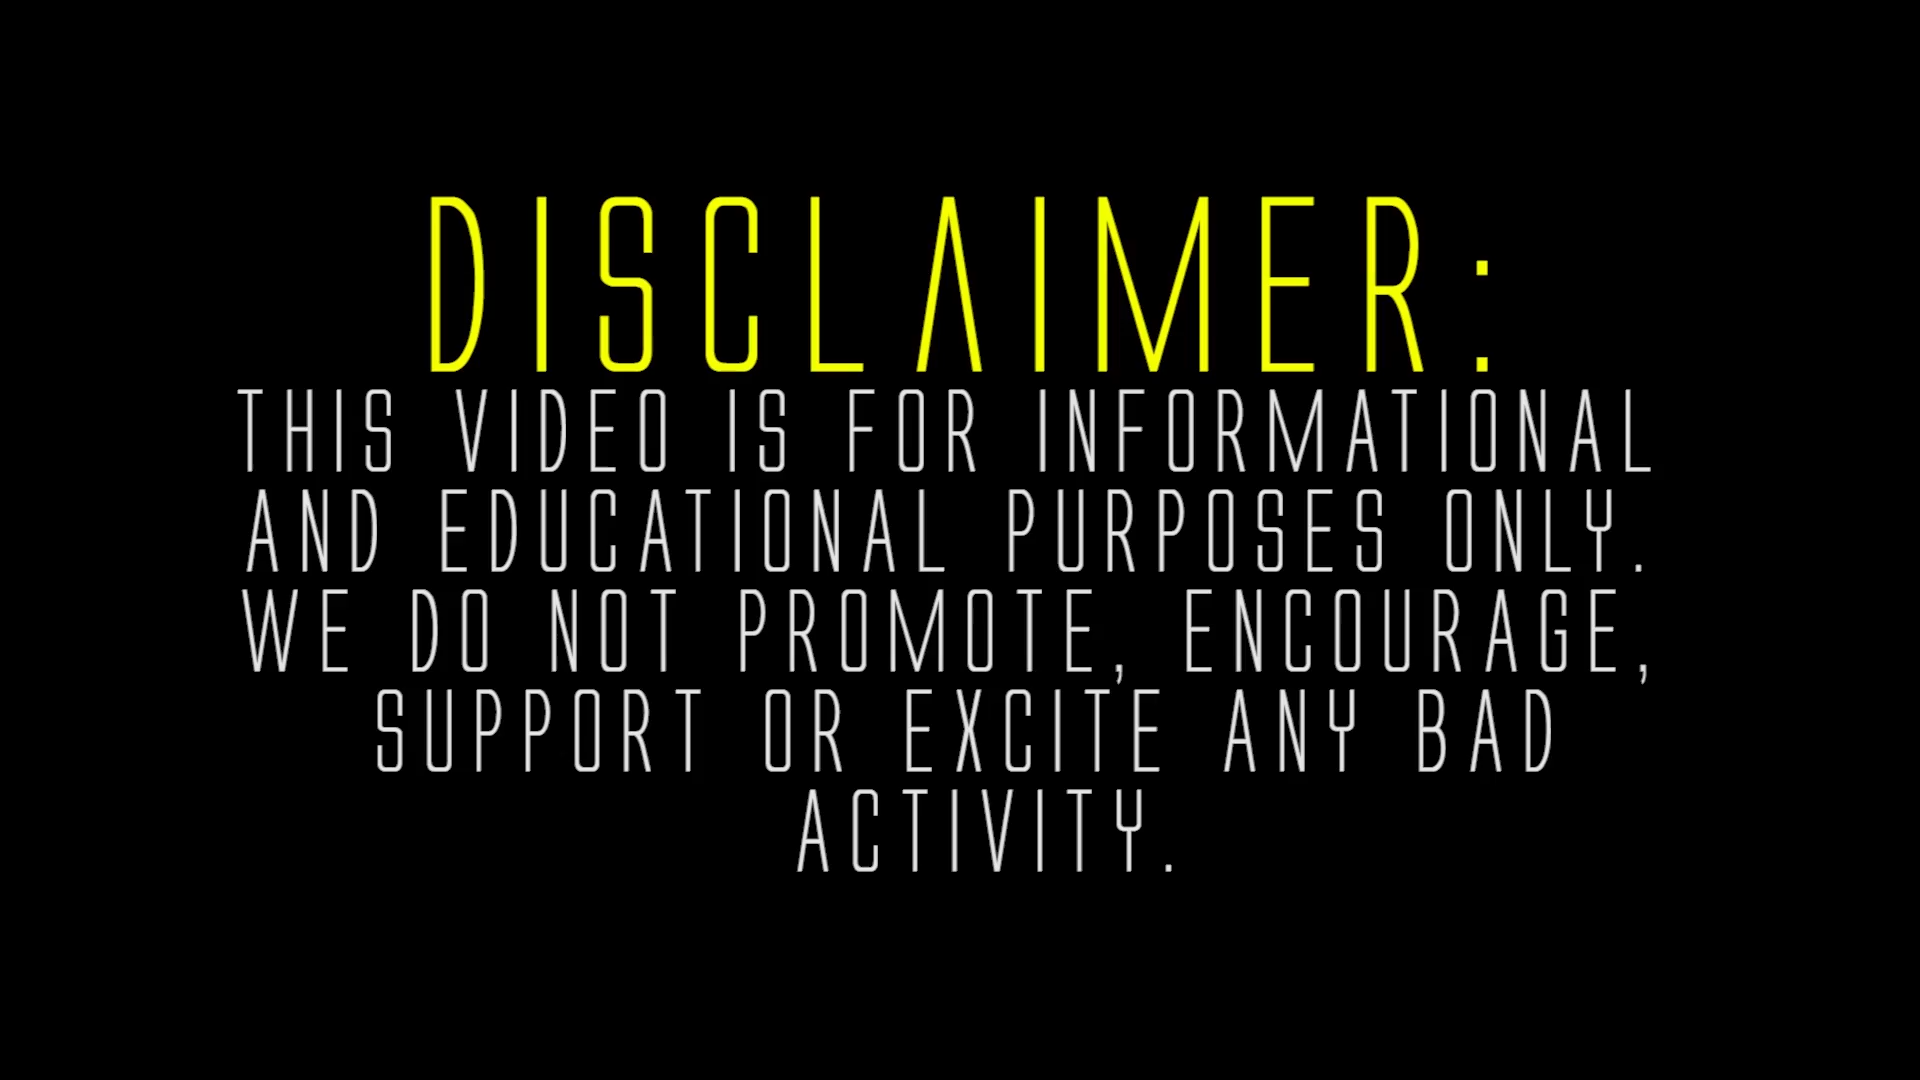 DISCLAIMER:
THIS VIDEO IS FOR INFORMATIONAL
AND EDUCATIONAL PURPOSES ONLY.
WE DO NOT PROMOTE, ENCOURAGE,
SUPPORT OR EXCITE ANY BAD
ACTIVITY.